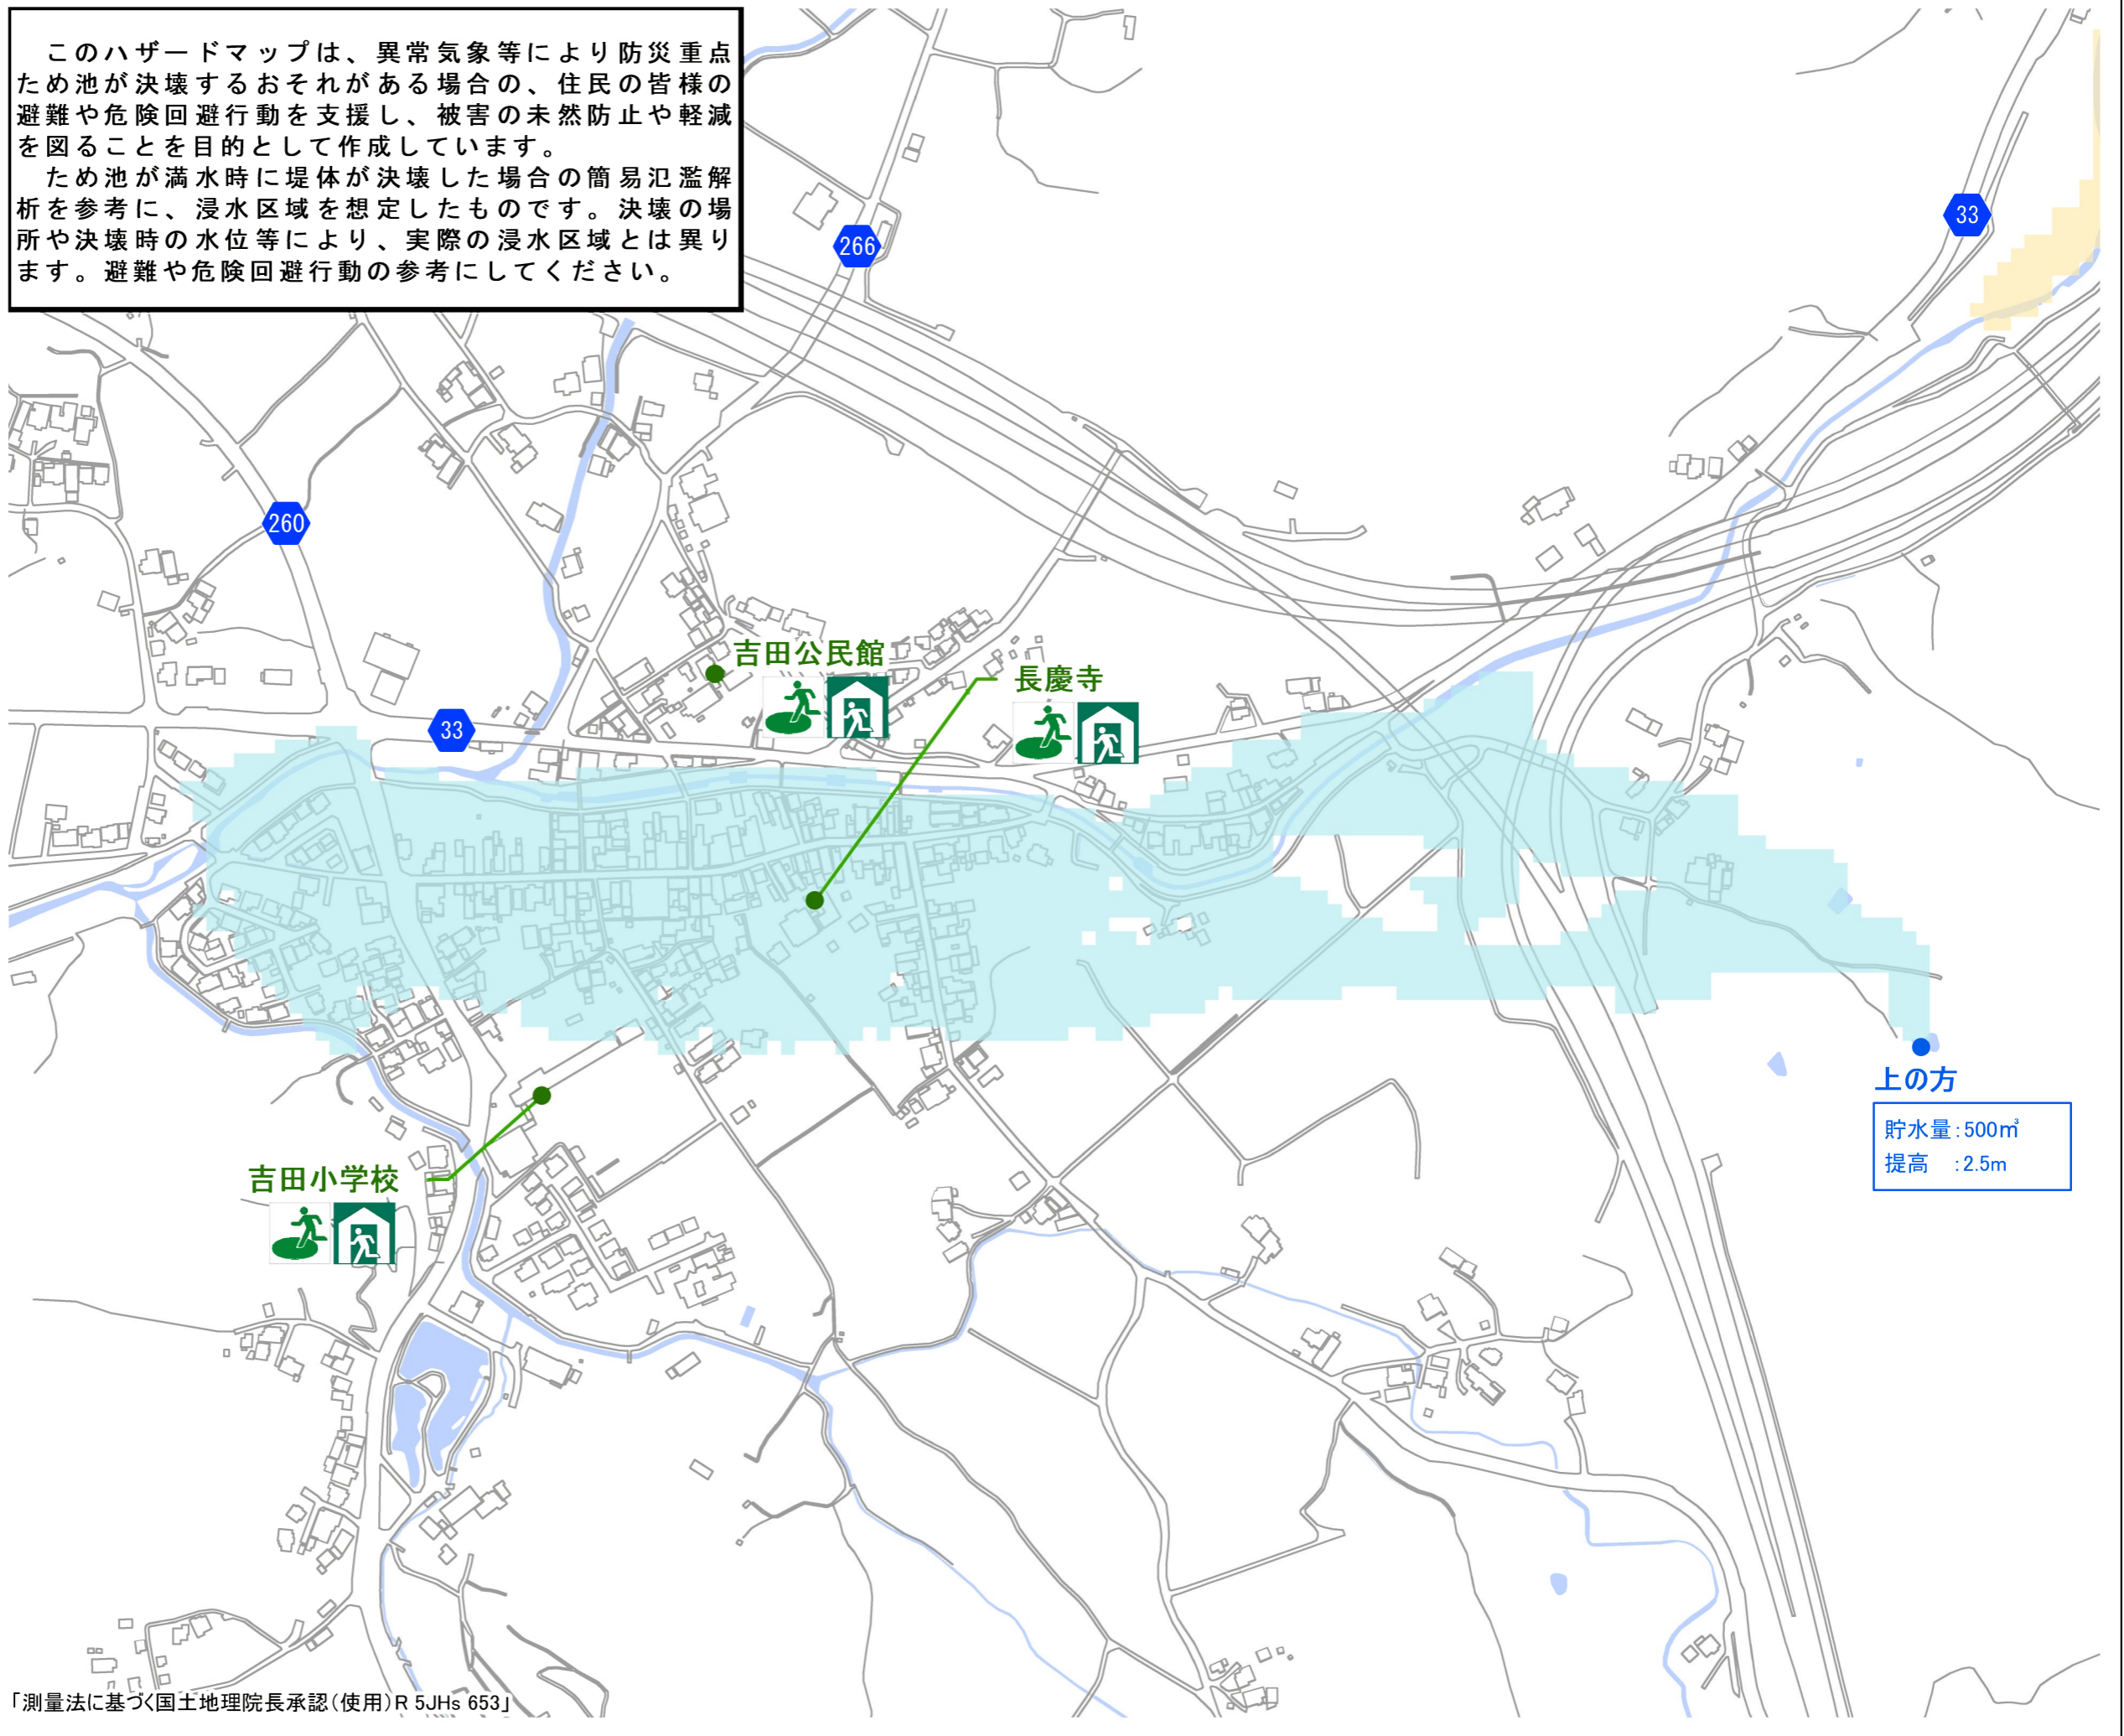 このハザードマップは、異常気象等により防災重点
ため池が決壊するおそれがある場合の、住民の皆様の
避難や危険回避行動を支援し、被害の未然防止や軽減
を図ることを目的として作成しています。
ため池が満水時に堤体が決壊した場合の簡易氾濫解
析を参考に、浸水区域を想定したものです。決壊の場
所や決壊時の水位等により、実際の浸水区域とは異り
ます。避難や危険回避行動の参考にしてください。
33
266
260
吉田公民館
長慶寺
33
上の方
貯水量:500㎥
提高 :2.5m
吉田小学校
「測量法に基づく国土地理院長承認(使用)R 5JHs 653」